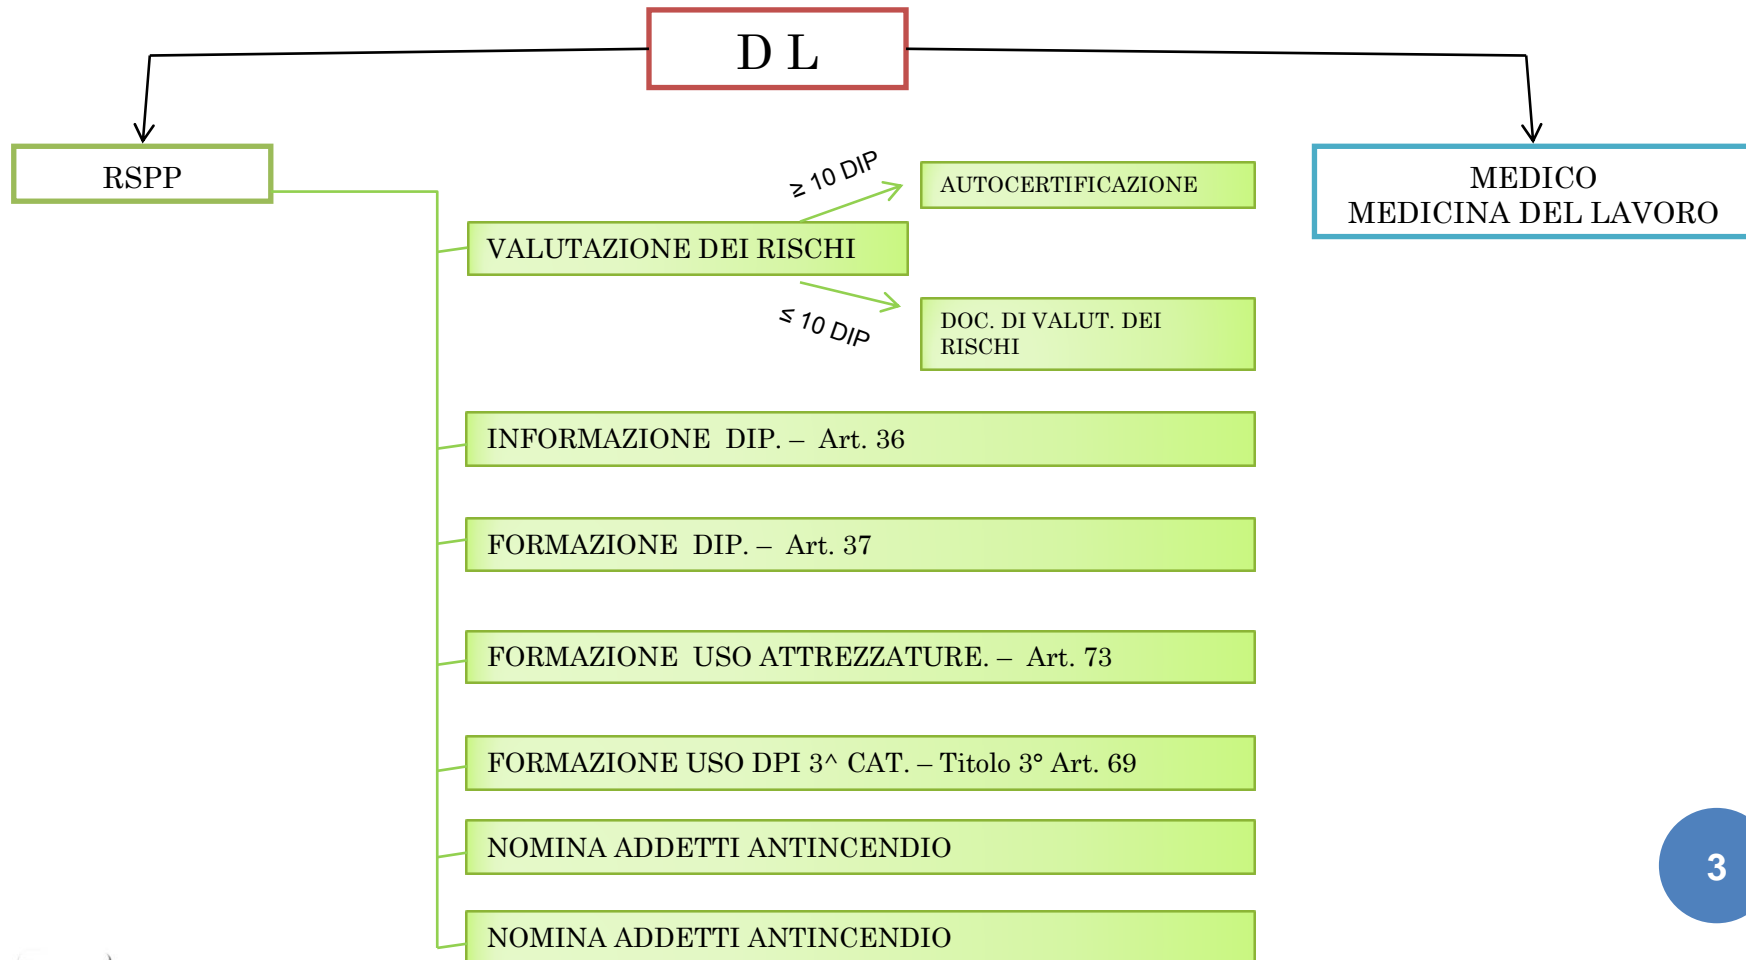 D L
RSPP
MEDICO
MEDICINA DEL LAVORO
≥ 10 DIP
AUTOCERTIFICAZIONE
VALUTAZIONE DEI RISCHI
≤ 10 DIP
DOC. DI VALUT. DEI
RISCHI
INFORMAZIONE  DIP. –  Art. 36
FORMAZIONE  DIP. –  Art. 37
FORMAZIONE  USO ATTREZZATURE. –  Art. 73
FORMAZIONE USO DPI 3^ CAT. – Titolo 3° Art. 69
NOMINA ADDETTI ANTINCENDIO
3
NOMINA ADDETTI ANTINCENDIO